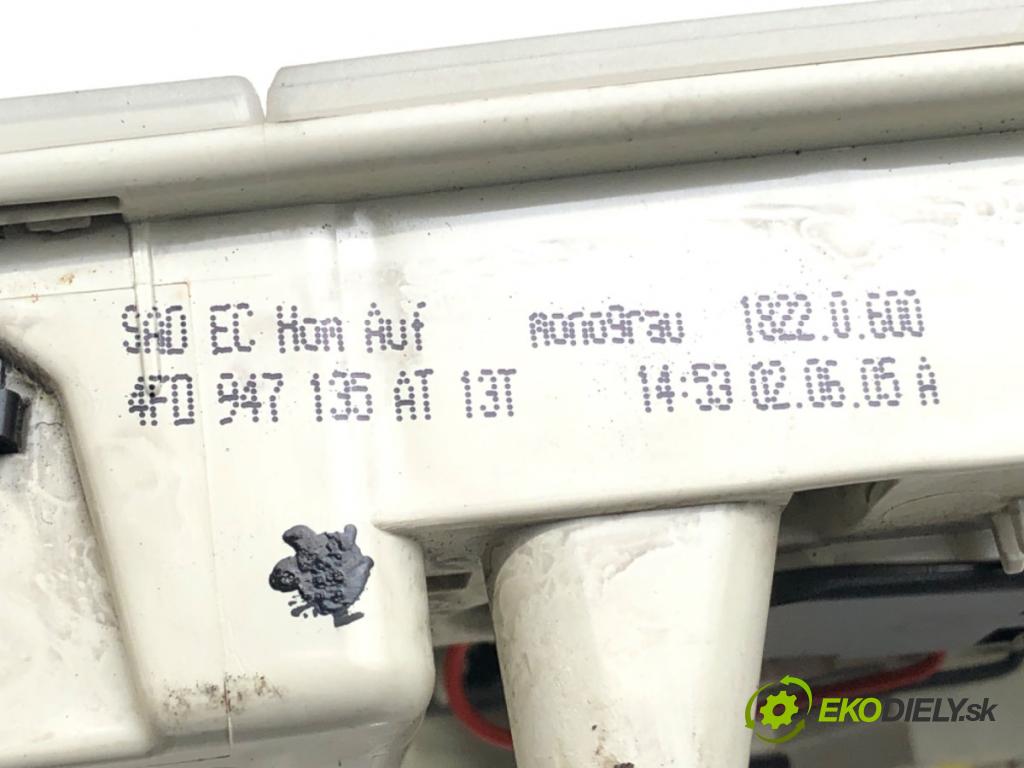 SHD EC Hom Auf monograu 1822.0.600
4F0 947 135 AT 13T 14:53 02.06.05 A
EKODIELY.sk